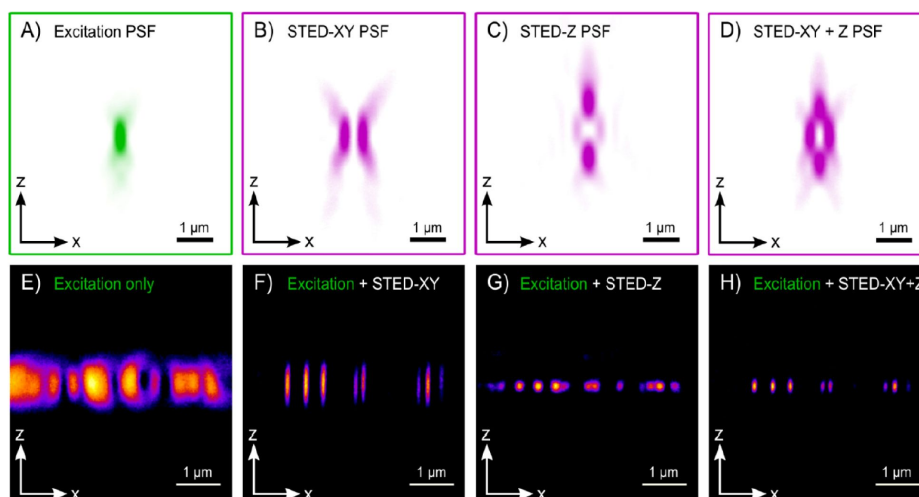 A) Excitation PSF
Z
X
1 µm
B) STED-XY PSF
Z
X
1 µm
C) STED-Z PSF
Z
X
1 µm
D) STED-XY + Z PSF
Z
X
1 µm
E) Excitation only
Z
X
1 µm
F) Excitation + STED-XY
Z
X
1 µm
G) Excitation + STED-Z
Z
X
1 µm
H) Excitation + STED-XY+Z
Z
X
1 µm